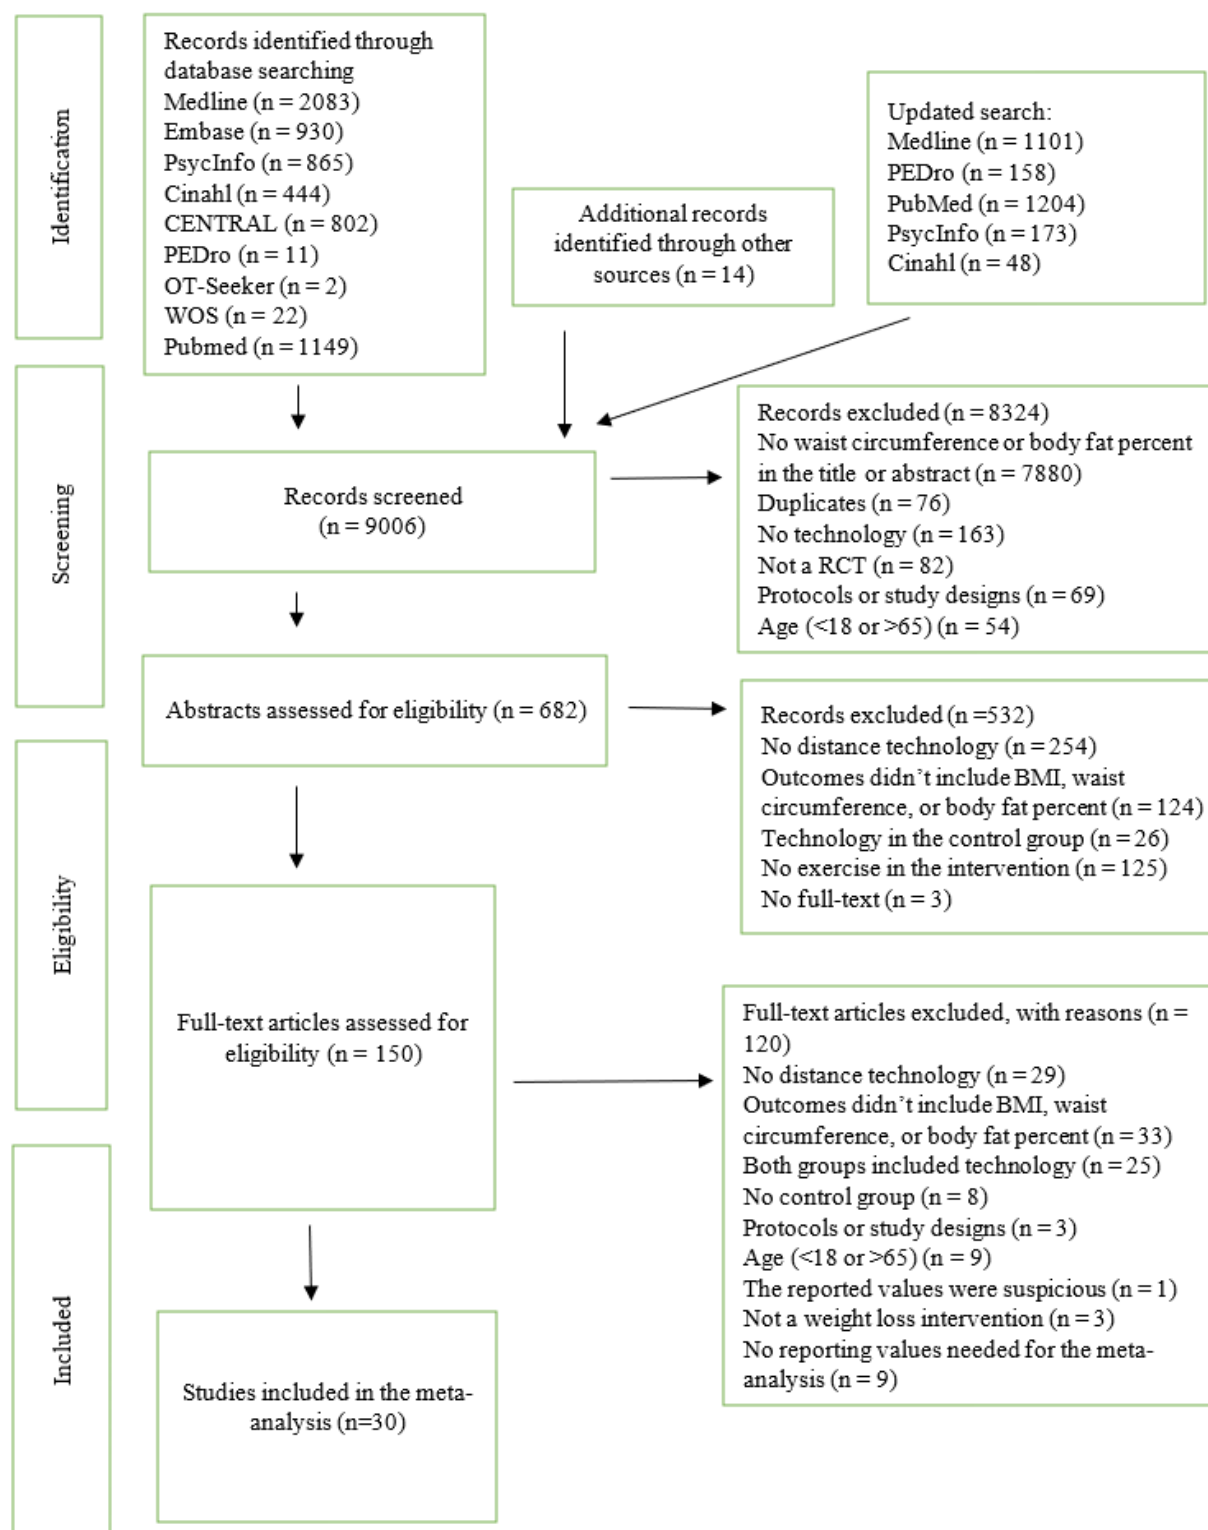 Identification
Records identified through
database searching
Medline (n = 2083)
Embase (n = 930)
PsycInfo (n = 865)
Cinahl (n = 444)
CENTRAL (n = 802)
PEDro (n = 11)
OT-Seeker (n = 2)
WOS (n = 22)
Pubmed (n = 1149)
Additional records
identified through other
sources (n = 14)
Updated search:
Medline (n = 1101)
PEDro (n = 158)
PubMed (n = 1204)
PsycInfo (n = 173)
Cinahl (n = 48)
Screening
Records screened
(n = 9006)
Records excluded (n = 8324)
No waist circumference or body fat percent
in the title or abstract (n = 7880)
Duplicates (n = 76)
No technology (n = 163)
Not a RCT (n = 82)
Protocols or study designs (n = 69)
Age (<18 or >65) (n = 54)
Abstracts assessed for eligibility (n = 682)
Records excluded (n =532)
No distance technology (n = 254)
Outcomes didn’t include BMI, waist
circumference, or body fat percent (n = 124)
Technology in the control group (n = 26)
No exercise in the intervention (n = 125)
No full-text (n = 3)
Eligibility
Full-text articles assessed for
eligibility (n = 150)
Full-text articles excluded, with reasons (n =
120)
No distance technology (n = 29)
Outcomes didn’t include BMI, waist
circumference, or body fat percent (n = 33)
Both groups included technology (n = 25)
No control group (n = 8)
Protocols or study designs (n = 3)
Age (<18 or >65) (n = 9)
The reported values were suspicious (n = 1)
Not a weight loss intervention (n = 3)
No reporting values needed for the meta-
analysis (n = 9)
Included
Studies included in the meta-
analysis (n=30)